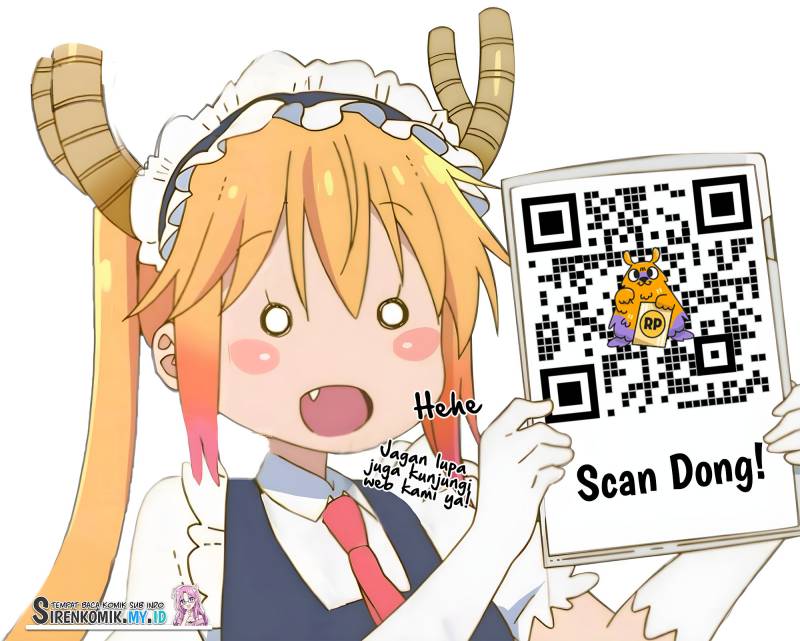 RP
Scan Dong!
Hehe
Jagan lupa
juga kunjungi
web kami ya!
TEMPAT BACA KOMIK SUB INDO
SIRENKOMIK.MY.ID